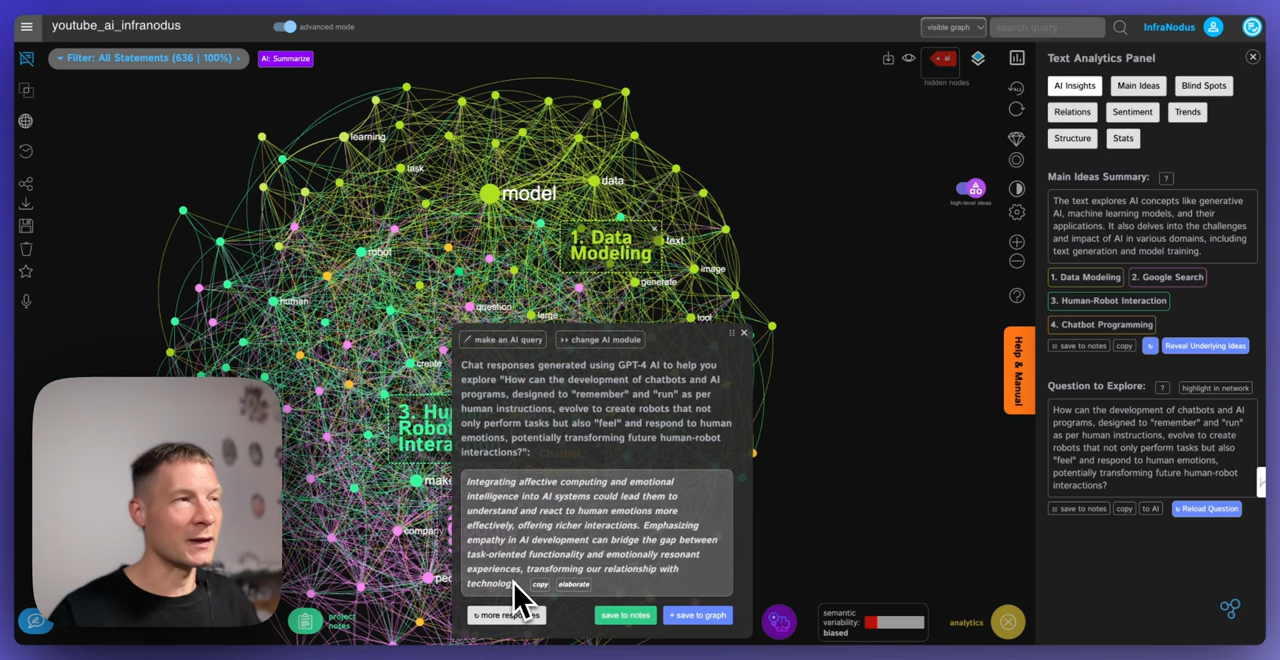 youtube_ai_infranodus
advanced mode
visible graph
search query
InfraNodus
Filter: All Statements (636 | 100%)
AI: Summarize
ai
hidden nodes
high-level ideas
learning
task
model
data
1. Data
Modeling
text
robot
image
generate
human
question
large
tool
create
3. Hu
Robot
Intera
make
company
peo
make an AI query
change AI module
Chat responses generated using GPT-4 AI to help you
explore "How can the development of chatbots and AI
programs, designed to "remember" and "run" as per
human instructions, evolve to create robots that not
only perform tasks but also "feel" and respond to human
emotions, potentially transforming future human-robot
interactions?":
Integrating affective computing and emotional
intelligence into AI systems could lead them to
understand and react to human emotions more
effectively, offering richer interactions. Emphasizing
empathy in AI development can bridge the gap between
task-oriented functionality and emotionally resonant
experiences, transforming our relationship with
technology
copy
elaborate
more
save to notes
+ save to graph
project
notes
semantic
variability:
biased
analytics
Help & Manual
Text Analytics Panel
AI Insights
Main Ideas
Blind Spots
Relations
Sentiment
Trends
Structure
Stats
Main Ideas Summary: ?
The text explores AI concepts like generative
AI, machine learning models, and their
applications. It also delves into the challenges
and impact of AI in various domains, including
text generation and model training.
1. Data Modeling
2. Google Search
3. Human-Robot Interaction
4. Chatbot Programming
save to notes
copy
Reveal Underlying Ideas
Question to Explore: ?
highlight in network
How can the development of chatbots and AI
programs, designed to "remember" and "run"
as per human instructions, evolve to create
robots that not only perform tasks but also
"feel" and respond to human emotions,
potentially transforming future human-robot
interactions?
save to notes
copy
to AI
Reload Question